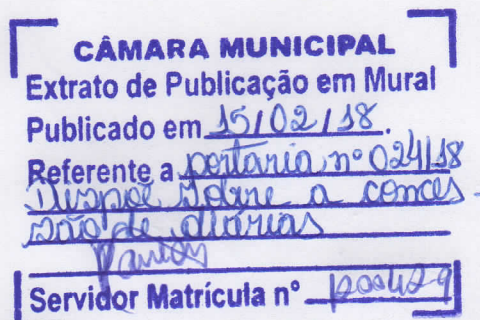 CÂMARA MUNICIPAL
Extrato de Publicação em Mural
Publicado em 15/02/18.
Referente a portaria nº 024/18
Dispoe sobre a conces
são de diárias
Servidor Matrícula nº